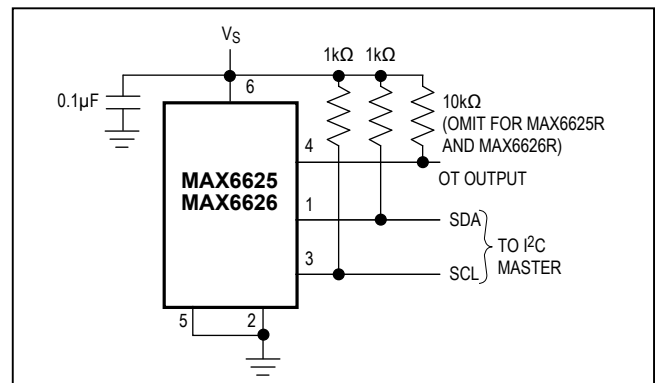 VS
1kΩ 1kΩ
6
0.1µF
10kΩ
(OMIT FOR MAX6625R
AND MAX6626R)
4
OT OUTPUT
MAX6625
MAX6626
1
SDA
TO I2C
MASTER
3
SCL
5
2